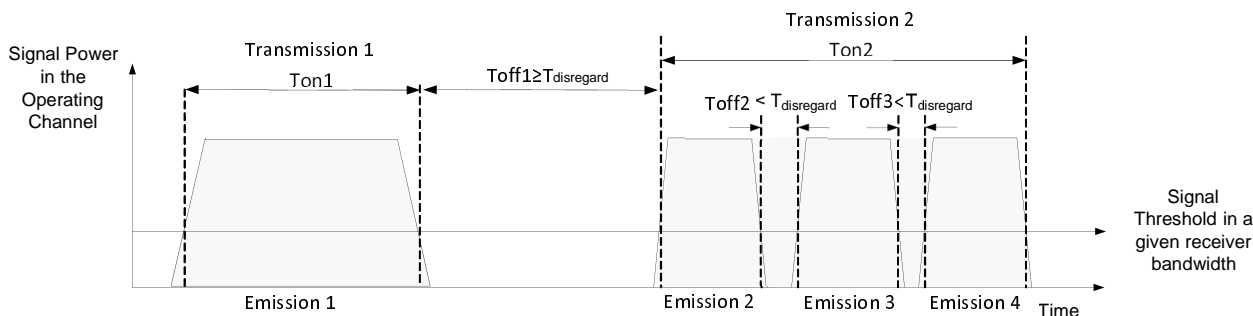 Transmission 2
Signal Power
in the
Operating
Channel
Transmission 1
Ton1
Toff1≥Tdisregard
Ton2
Toff2 < Tdisregard
Toff3<Tdisregard
Signal
Threshold in a
given receiver
bandwidth
Emission 1
Emission 2
Emission 3
Emission 4
Time